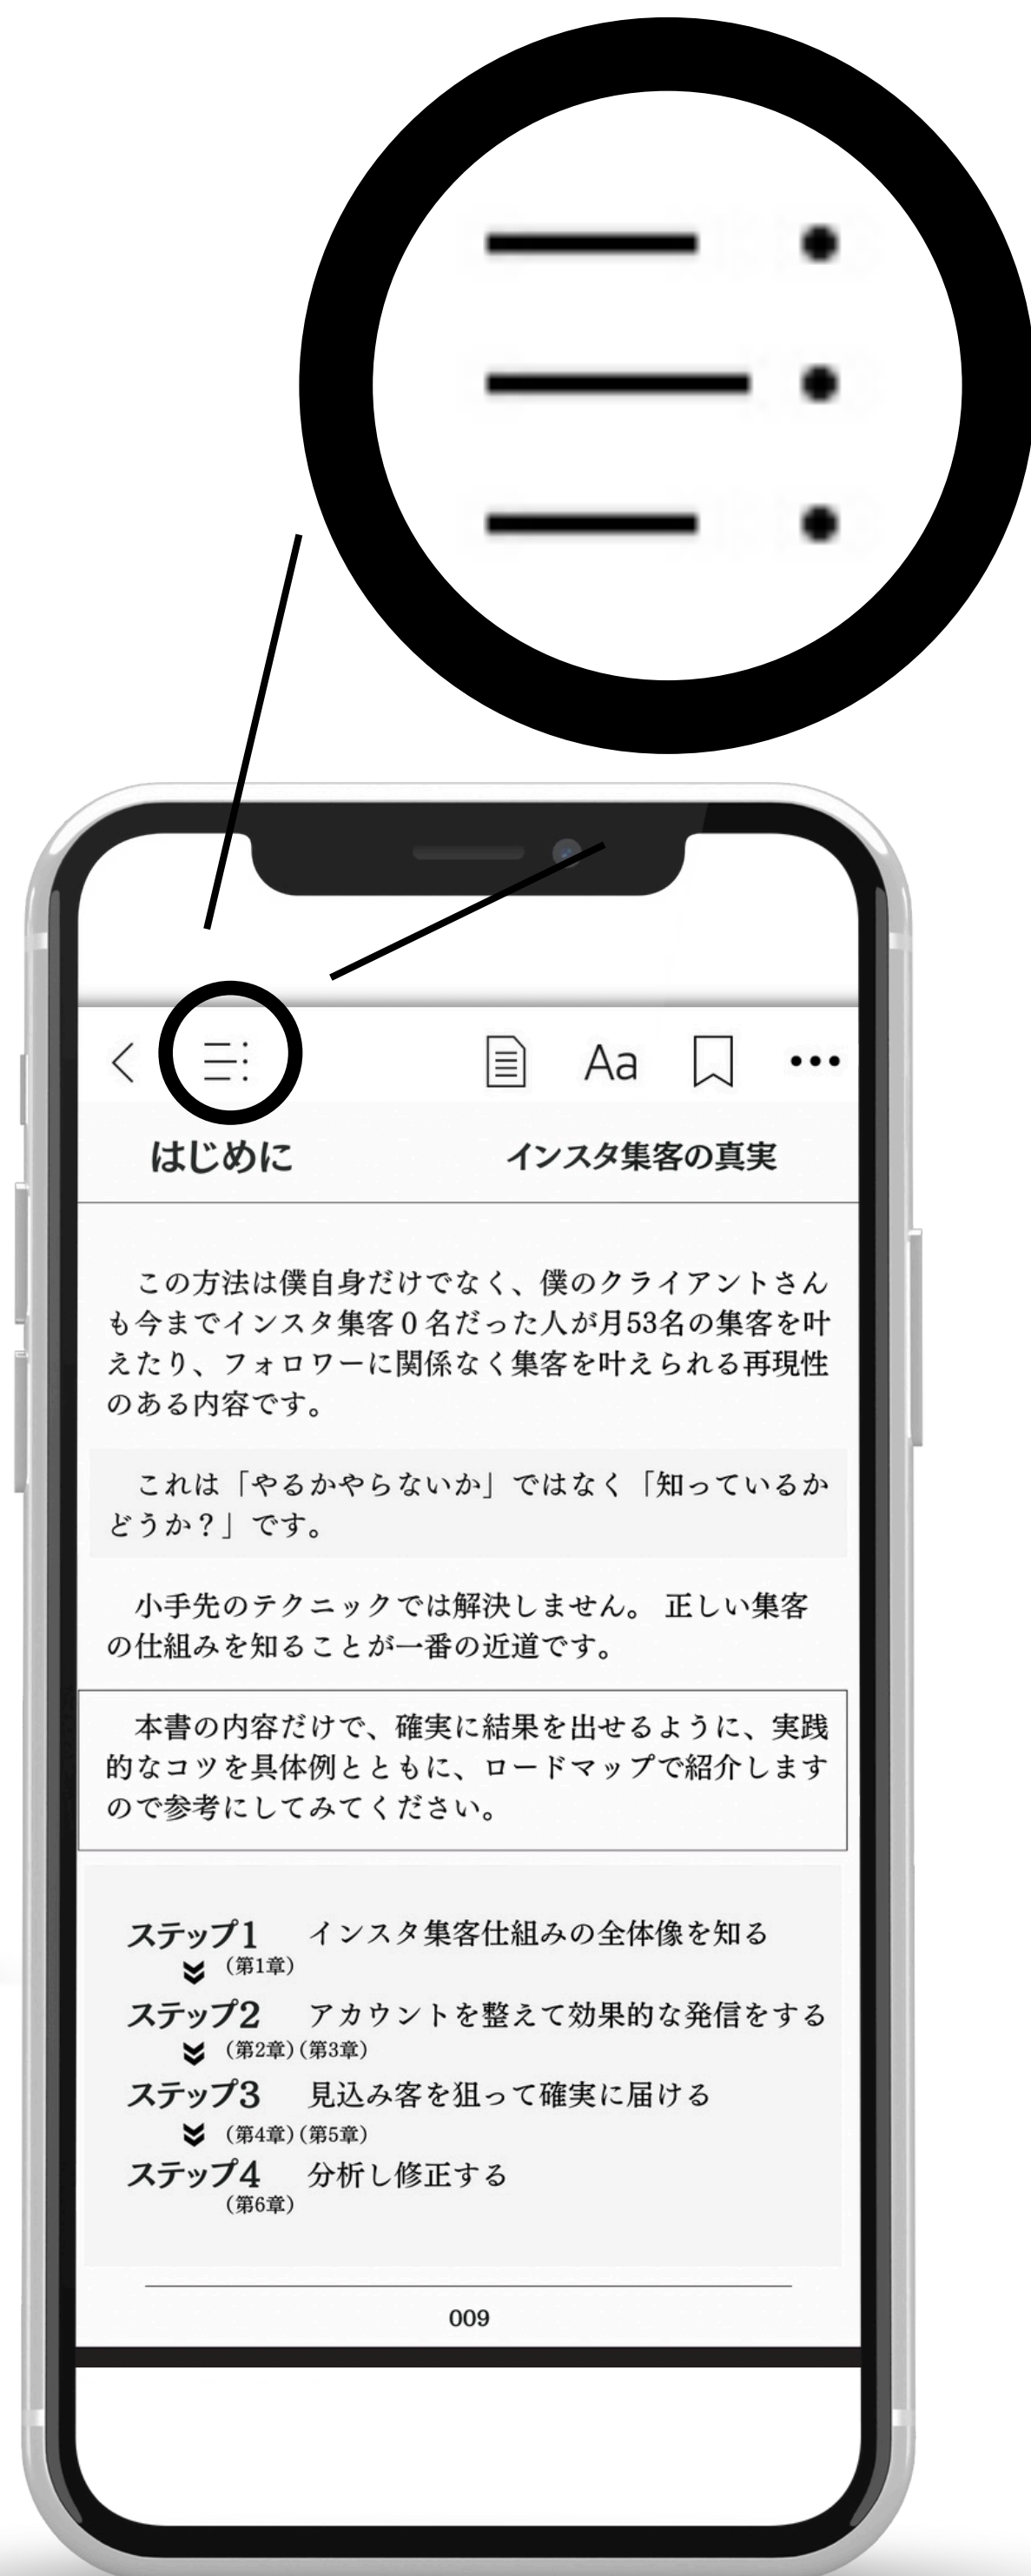 Aa
はじめに
インスタ集客の真実
この方法は僕自身だけでなく、僕のクライアントさん
も今までインスタ集客０名だった人が月53名の集客を叶
えたり、フォロワーに関係なく集客を叶えられる再現性
のある内容です。
これは「やるかやらないか」ではなく「知っているか
どうか？」です。
小手先のテクニックでは解決しません。 正しい集客
の仕組みを知ることが一番の近道です。
本書の内容だけで、確実に結果を出せるように、実践
的なコツを具体例とともに、ロードマップで紹介します
ので参考にしてみてください。
ステップ1 インスタ集客仕組みの全体像を知る
（第1章）
ステップ2 アカウントを整えて効果的な発信をする
（第2章）（第3章）
ステップ3 見込み客を狙って確実に届ける
（第4章）（第5章）
ステップ4 分析し修正する
（第6章）
009